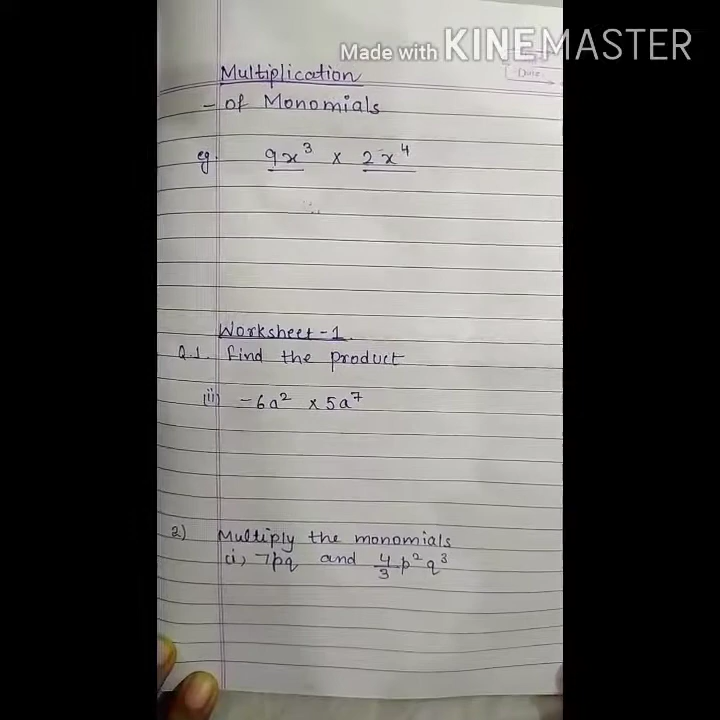 Made with KINEMASTER
Date
Multiplication
- of Monomials
eg. 9x³ x 2x⁴
Worksheet-1.
Q.1. Find the product
(ii) -6a² x 5a⁷
2) Multiply the monomials
(i) 7pq and 4/3 p²q³